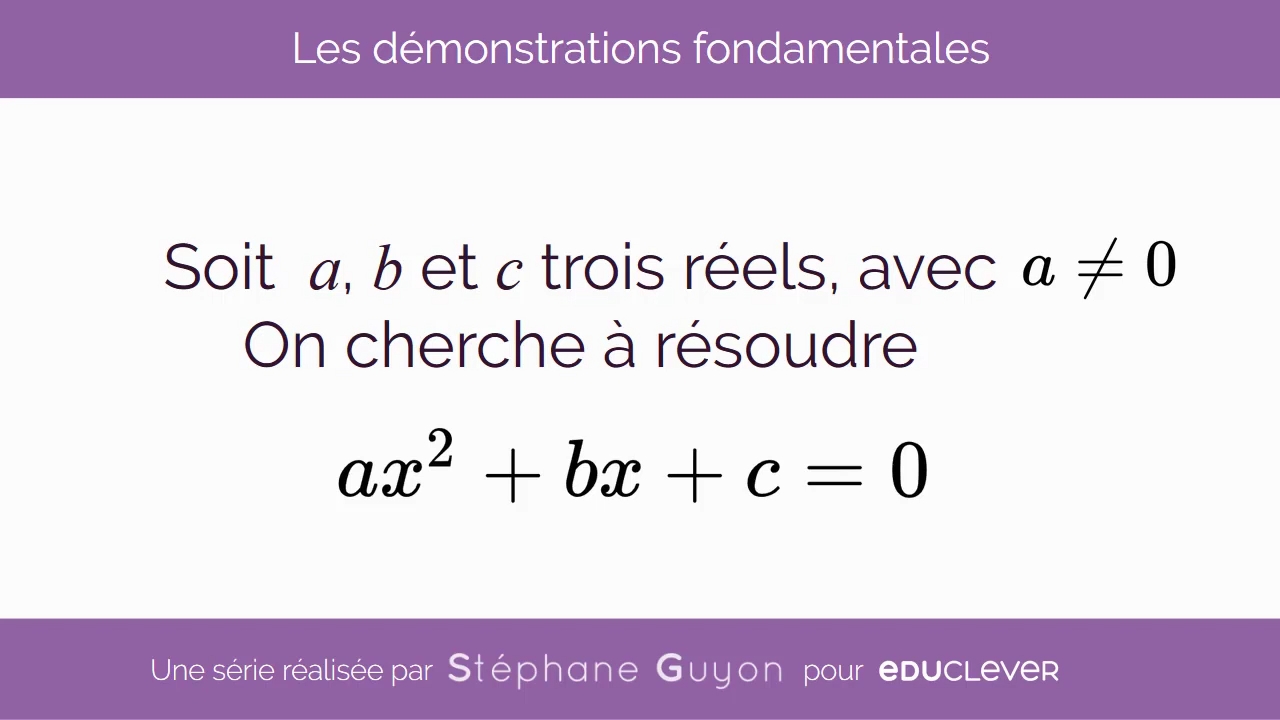 Les démonstrations fondamentales
Soit a, b et c trois réels, avec a ≠ 0
On cherche à résoudre
ax² + bx + c = 0
Une série réalisée par Stéphane Guyon pour eDUCLeVeR